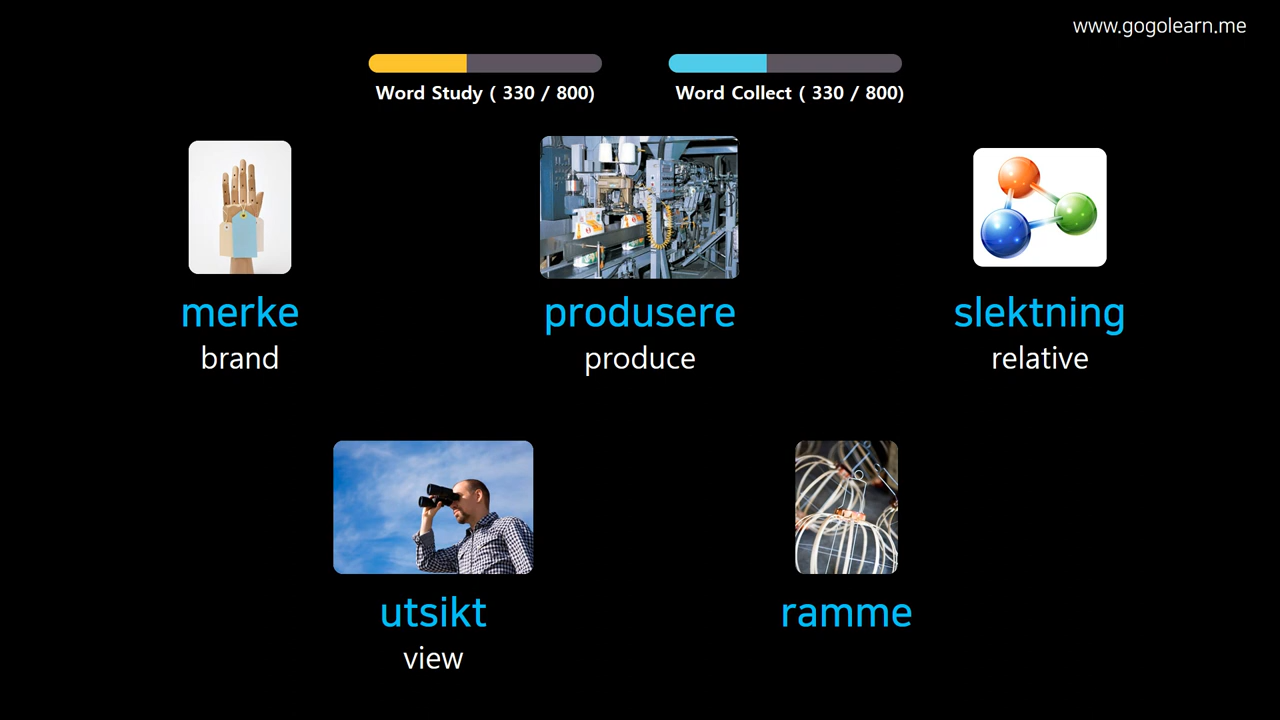 www.gogolearn.me
Word Study ( 330 / 800)
Word Collect ( 330 / 800)
merke
brand
produsere
produce
slektning
relative
utsikt
view
ramme